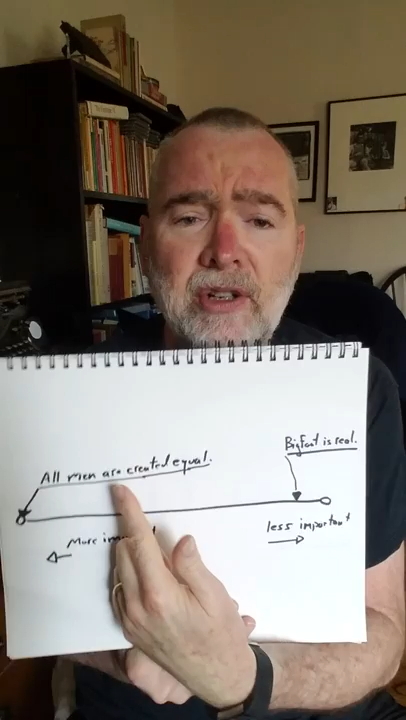 Bigfoot is real.
All men are created equal.
less important
More